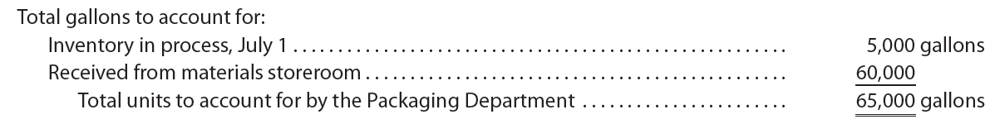 Total gallons to account for:
Inventory in process, July 1 . . . . . . . . . . . . . . . . . . . . . . . . . . . . . . . . . . . . . . . . . . . . . . . . . . . . . . . 5,000 gallons
Received from materials storeroom . . . . . . . . . . . . . . . . . . . . . . . . . . . . . . . . . . . . . . . . . . . . . . . 60,000
Total units to account for by the Packaging Department . . . . . . . . . . . . . . . . . . . . . . . 65,000 gallons